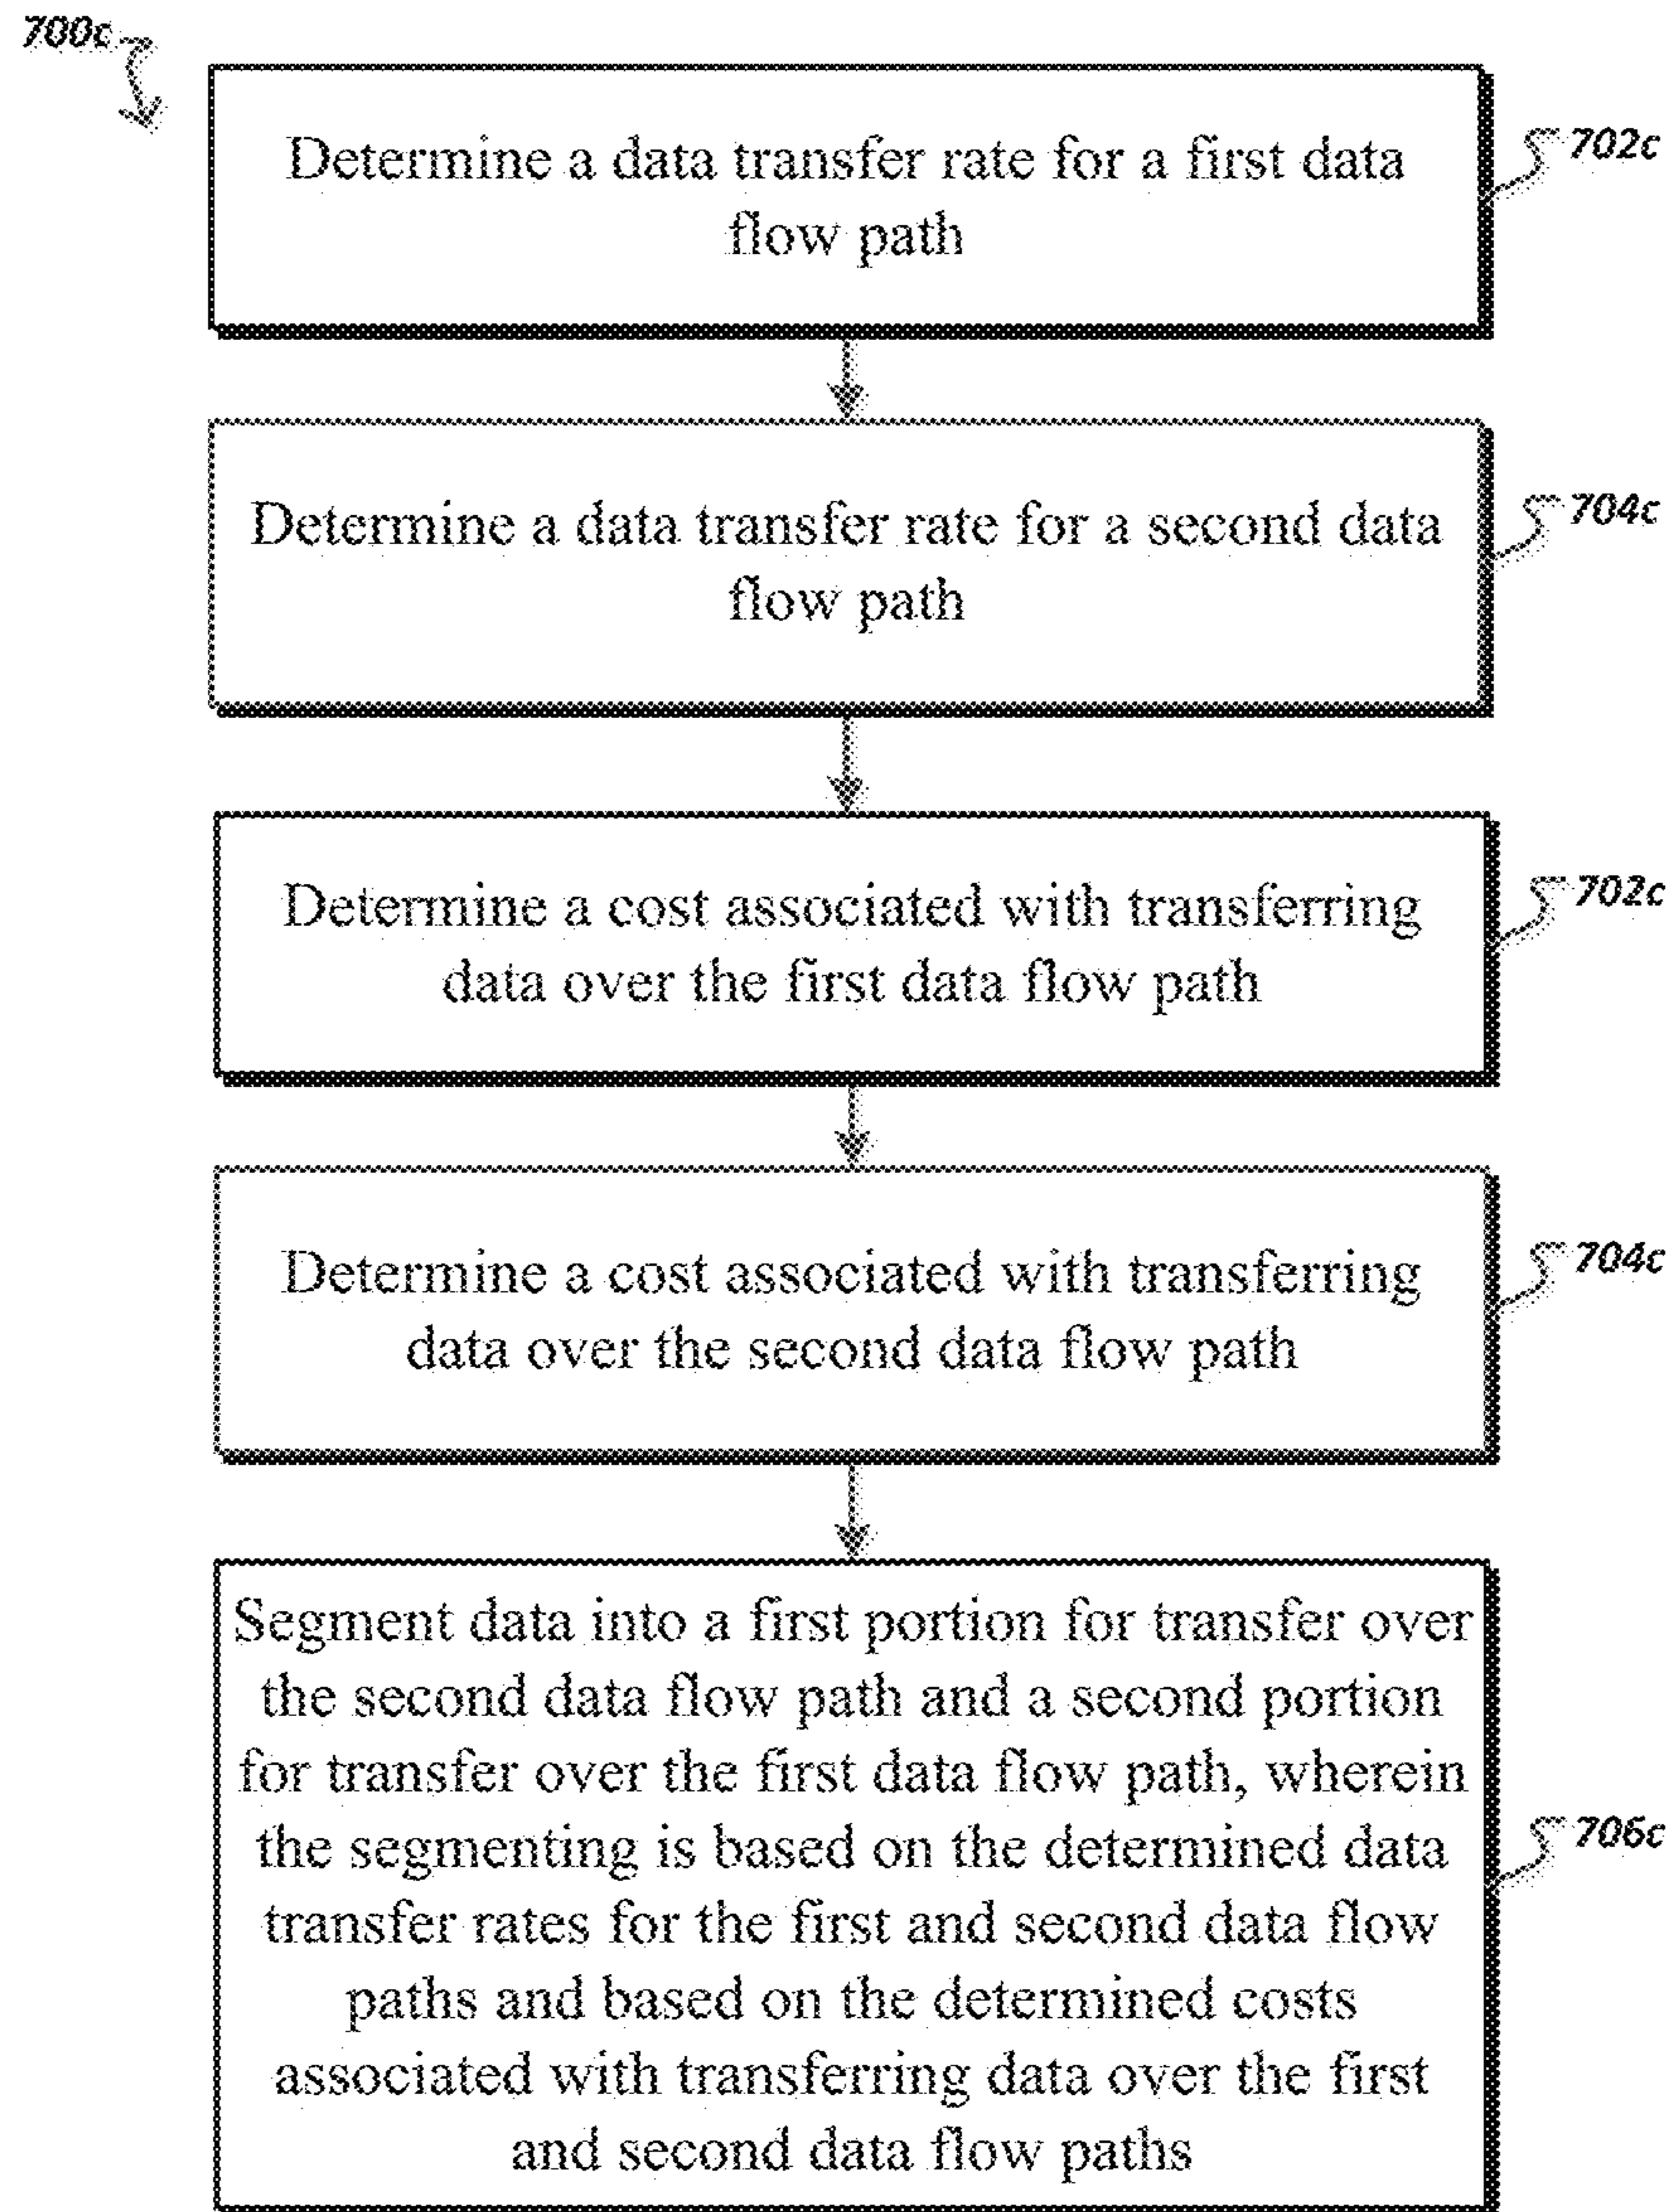 700c
Determine a data transfer rate for a first data
flow path
702c
Determine a data transfer rate for a second data
flow path
704c
Determine a cost associated with transferring
data over the first data flow path
702c
Determine a cost associated with transferring
data over the second data flow path
704c
Segment data into a first portion for transfer over
the second data flow path and a second portion
for transfer over the first data flow path, wherein
the segmenting is based on the determined data
transfer rates for the first and second data flow
paths and based on the determined costs
associated with transferring data over the first
and second data flow paths
706c